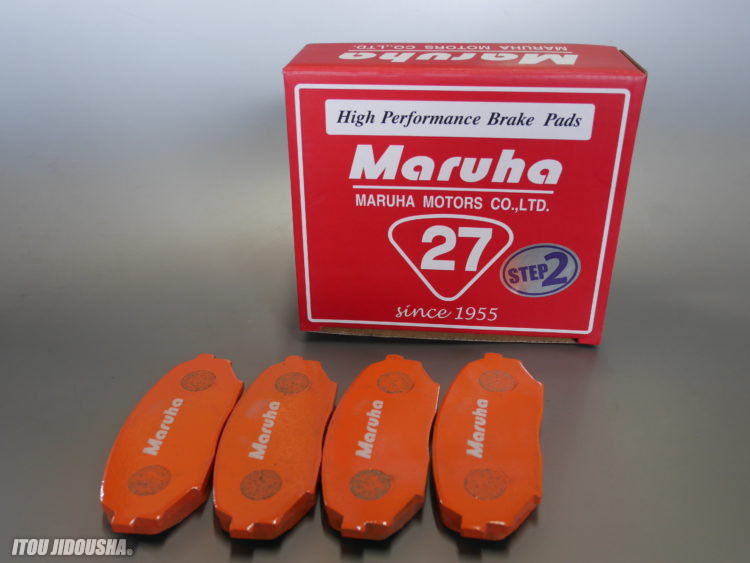 Maruha
MARUHA MOTORS CO.,LTD.
High Performance Brake Pads
Maruha
MARUHA MOTORS CO.,LTD.
27
STEP2
since 1955
Maruha
Maruha
Maruha
Maruha
ITOU JIDOUSHA.